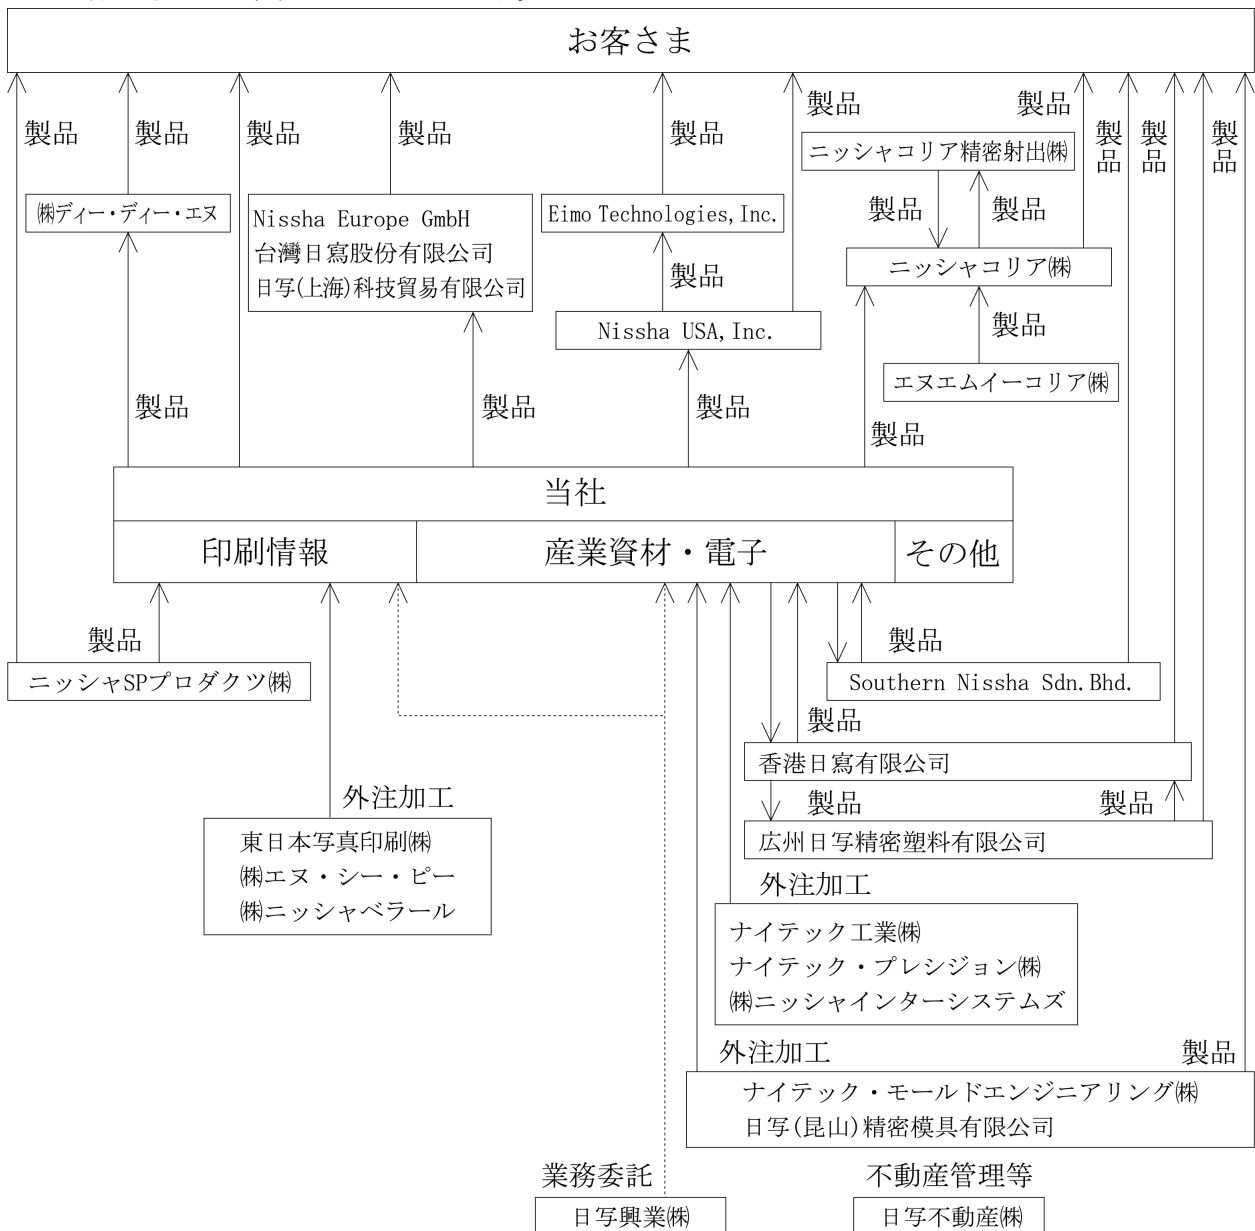 お客さま
製品
製品
製品
製品
製品
製品
製品
製品
製品
製品
ニッシャコリア精密射出㈱
㈱ディー・ディー・エヌ
Nissha Europe GmbH
台灣日寫股份有限公司
日写(上海)科技貿易有限公司
Eimo Technologies,Inc.
製品
製品
ニッシャコリア㈱
製品
Nissha USA,Inc.
製品
エヌエムイーコリア㈱
製品
製品
製品
製品
当社
印刷情報
産業資材・電子
その他
製品
製品
ニッシャSPプロダクツ㈱
Southern Nissha Sdn.Bhd.
製品
香港日寫有限公司
外注加工
製品
製品
東日本写真印刷㈱
㈱エヌ・シー・ピー
㈱ニッシャベラール
広州日写精密塑料有限公司
外注加工
ナイテック工業㈱
ナイテック・プレシジョン㈱
㈱ニッシャインターシステムズ
外注加工
製品
ナイテック・モールドエンジニアリング㈱
日写(昆山)精密模具有限公司
業務委託
不動産管理等
日写興業㈱
日写不動産㈱